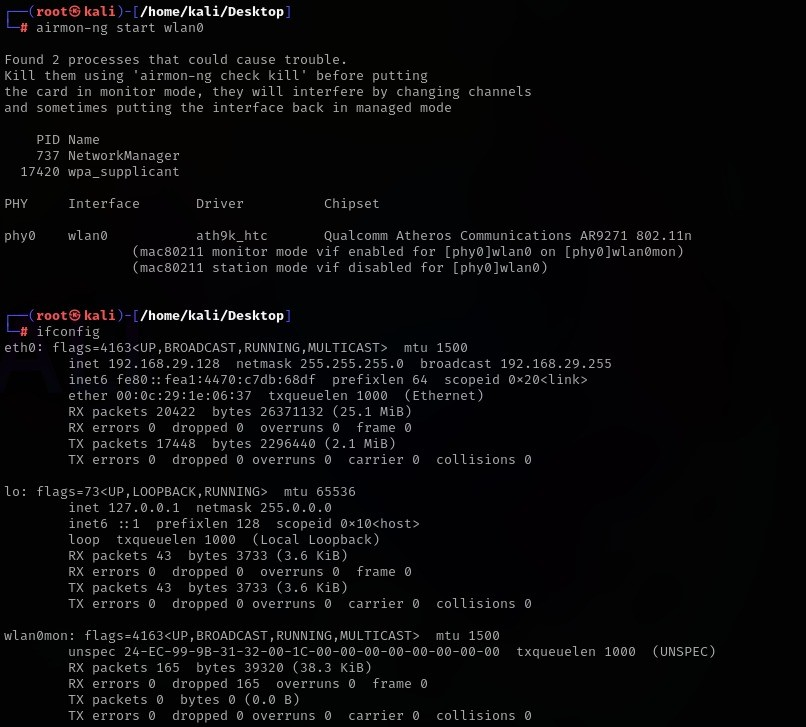 ┌──(root㉿kali)-[/home/kali/Desktop]
└─# airmon-ng start wlan0
Found 2 processes that could cause trouble.
Kill them using 'airmon-ng check kill' before putting
the card in monitor mode, they will interfere by changing channels
and sometimes putting the interface back in managed mode
PID Name
737 NetworkManager
17420 wpa_supplicant
PHY Interface Driver Chipset
phy0 wlan0 ath9k_htc Qualcomm Atheros Communications AR9271 802.11n
(mac80211 monitor mode vif enabled for [phy0]wlan0 on [phy0]wlan0mon)
(mac80211 station mode vif disabled for [phy0]wlan0)
┌──(root㉿kali)-[/home/kali/Desktop]
└─# ifconfig
eth0: flags=4163<UP,BROADCAST,RUNNING,MULTICAST> mtu 1500
inet 192.168.29.128 netmask 255.255.255.0 broadcast 192.168.29.255
inet6 fe80::fea1:4470:c7db:68df prefixlen 64 scopeid 0×20<link>
ether 00:0c:29:1e:06:37 txqueuelen 1000 (Ethernet)
RX packets 20422 bytes 26371132 (25.1 MiB)
RX errors 0 dropped 0 overruns 0 frame 0
TX packets 17448 bytes 2296440 (2.1 MiB)
TX errors 0 dropped 0 overruns 0 carrier 0 collisions 0
lo: flags=73<UP,LOOPBACK,RUNNING> mtu 65536
inet 127.0.0.1 netmask 255.0.0.0
inet6 ::1 prefixlen 128 scopeid 0×10<host>
loop txqueuelen 1000 (Local Loopback)
RX packets 43 bytes 3733 (3.6 KiB)
RX errors 0 dropped 0 overruns 0 frame 0
TX packets 43 bytes 3733 (3.6 KiB)
TX errors 0 dropped 0 overruns 0 carrier 0 collisions 0
wlan0mon: flags=4163<UP,BROADCAST,RUNNING,MULTICAST> mtu 1500
unspec 24-EC-99-9B-31-32-00-1C-00-00-00-00-00-00-00-00 txqueuelen 1000 (UNSPEC)
RX packets 165 bytes 39320 (38.3 KiB)
RX errors 0 dropped 165 overruns 0 frame 0
TX packets 0 bytes 0 (0.0 B)
TX errors 0 dropped 0 overruns 0 carrier 0 collisions 0